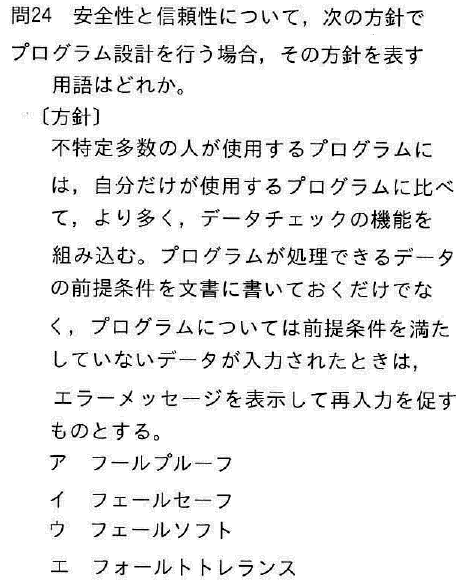 問24　安全性と信頼性について，次の方針で
プログラム設計を行う場合，その方針を表す
用語はどれか。
〔方針〕
不特定多数の人が使用するプログラムに
は，自分だけが使用するプログラムに比べ
て，より多く，データチェックの機能を
組み込む。プログラムが処理できるデータ
の前提条件を文書に書いておくだけでな
く，プログラムについては前提条件を満た
していないデータが入力されたときは，
エラーメッセージを表示して再入力を促す
ものとする。
ア　フールプルーフ
イ　フェールセーフ
ウ　フェールソフト
エ　フォールトトレランス